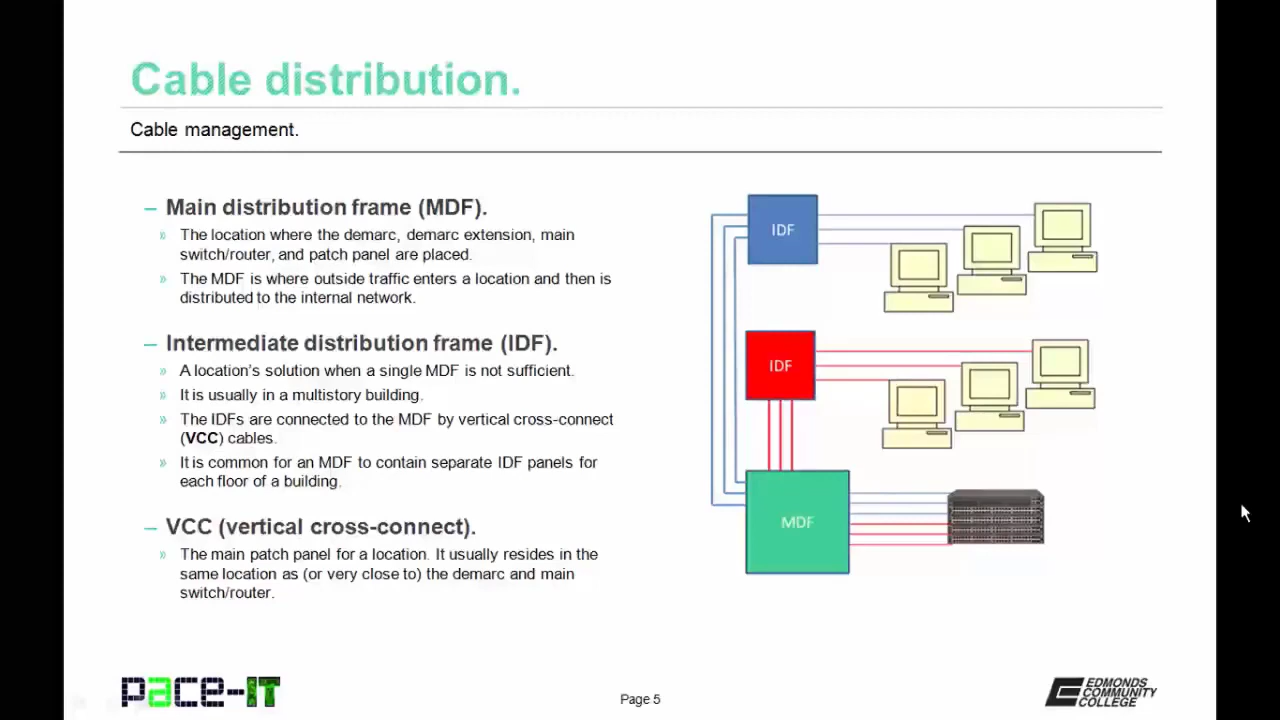 Cable distribution.
Cable management.
– Main distribution frame (MDF).
» The location where the demarc, demarc extension, main
switch/router, and patch panel are placed.
» The MDF is where outside traffic enters a location and then is
distributed to the internal network.
– Intermediate distribution frame (IDF).
» A location's solution when a single MDF is not sufficient.
» It is usually in a multistory building.
» The IDFs are connected to the MDF by vertical cross-connect
(VCC) cables.
» It is common for an MDF to contain separate IDF panels for
each floor of a building.
– VCC (vertical cross-connect).
» The main patch panel for a location. It usually resides in the
same location as (or very close to) the demarc and main
switch/router.
IDF
IDF
MDF
pace-IT
Page 5
EDMONDS
COMMUNITY
COLLEGE